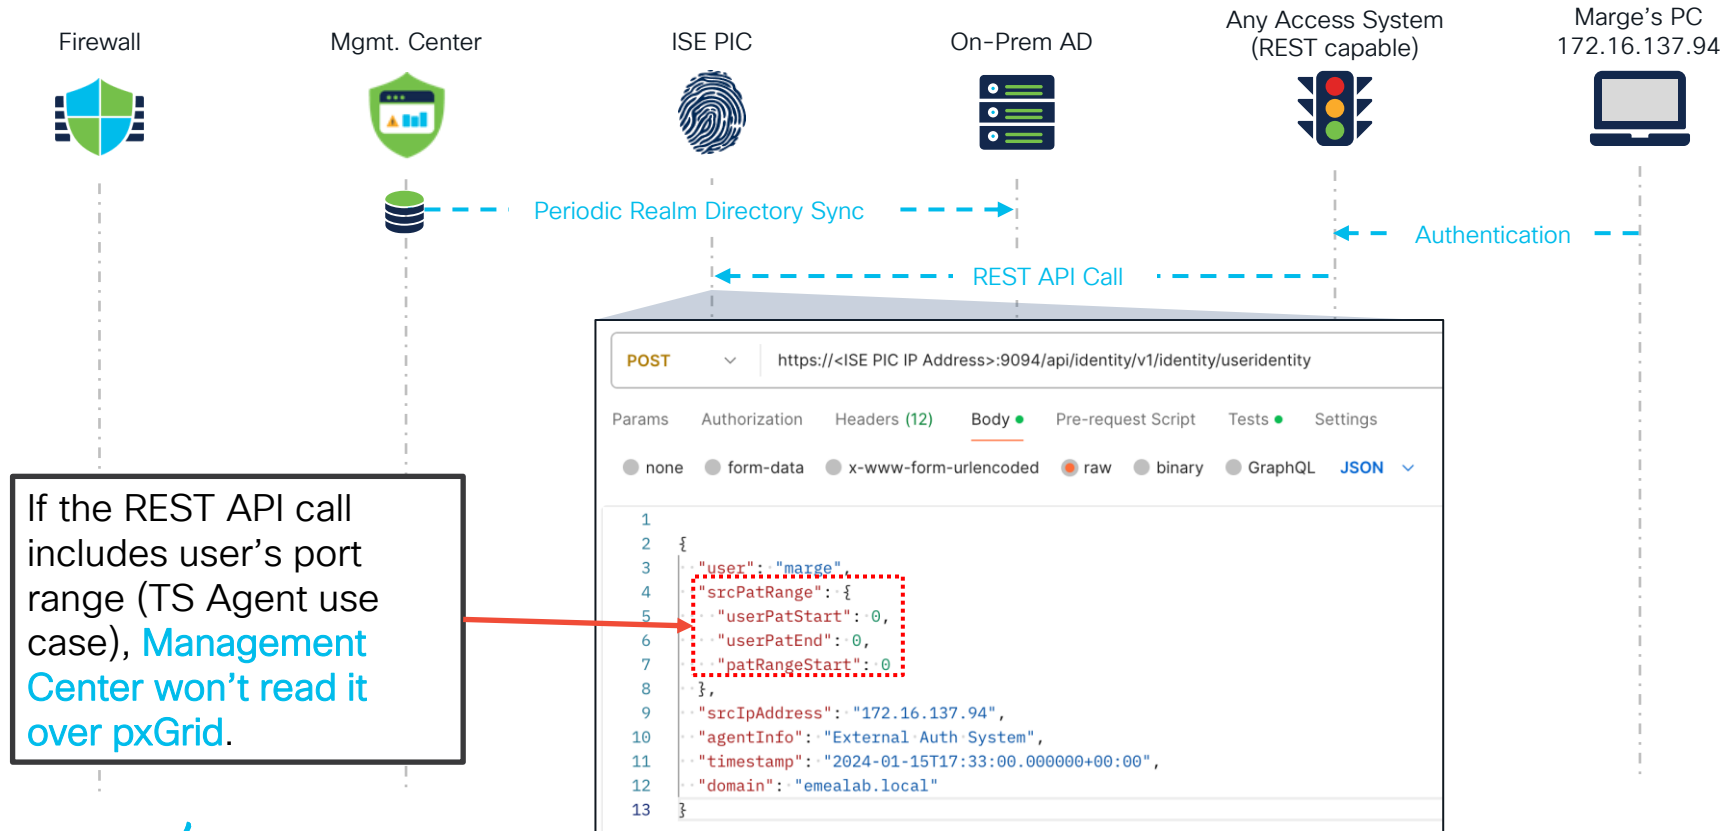 Firewall
Mgmt. Center
ISE PIC
On-Prem AD
Any Access System
(REST capable)
Marge's PC
172.16.137.94
Periodic Realm Directory Sync
Authentication
REST API Call
POST
https://<ISE PIC IP Address>:9094/api/identity/v1/identity/useridentity
Params Authorization Headers (12) Body Pre-request Script Tests Settings
none form-data x-www-form-urlencoded raw binary GraphQL JSON
If the REST API call
includes user's port
range (TS Agent use
case), Management
Center won't read it
over pxGrid.
1
2 {
3 "user": "marge",
4 "srcPatRange": {
5 "userPatStart": 0,
6 "userPatEnd": 0,
7 "patRangeStart": 0
8 },
9 "srcIpAddress": "172.16.137.94",
10 "agentInfo": "External Auth System",
11 "timestamp": "2024-01-15T17:33:00.000000+00:00",
12 "domain": "emealab.local"
13 }